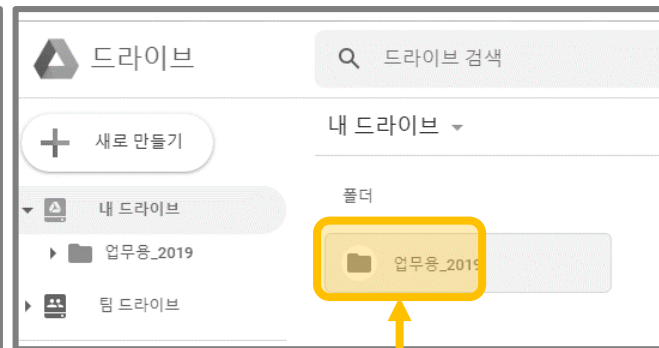 드라이브
드라이브 검색
새로 만들기
내 드라이브
내 드라이브
업무용_2019
팀 드라이브
폴더
업무용_2019